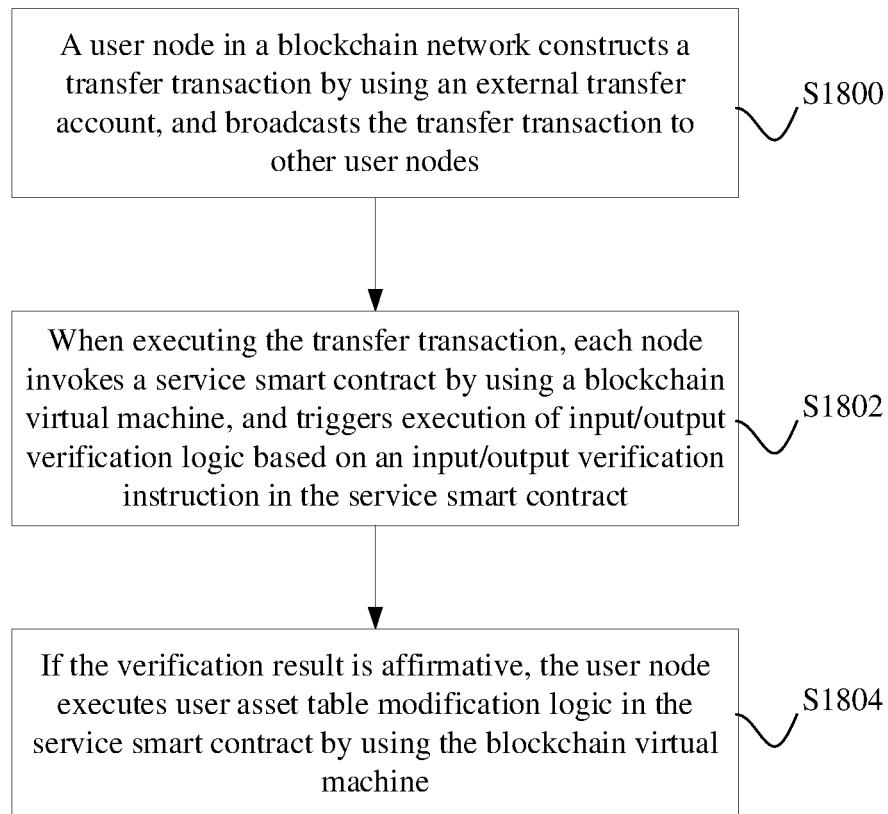 A user node in a blockchain network constructs a
transfer transaction by using an external transfer
account, and broadcasts the transfer transaction to
other user nodes
S1800
When executing the transfer transaction, each node
invokes a service smart contract by using a blockchain
virtual machine, and triggers execution of input/output
verification logic based on an input/output verification
instruction in the service smart contract
S1802
If the verification result is affirmative, the user node
executes user asset table modification logic in the
service smart contract by using the blockchain virtual
machine
S1804